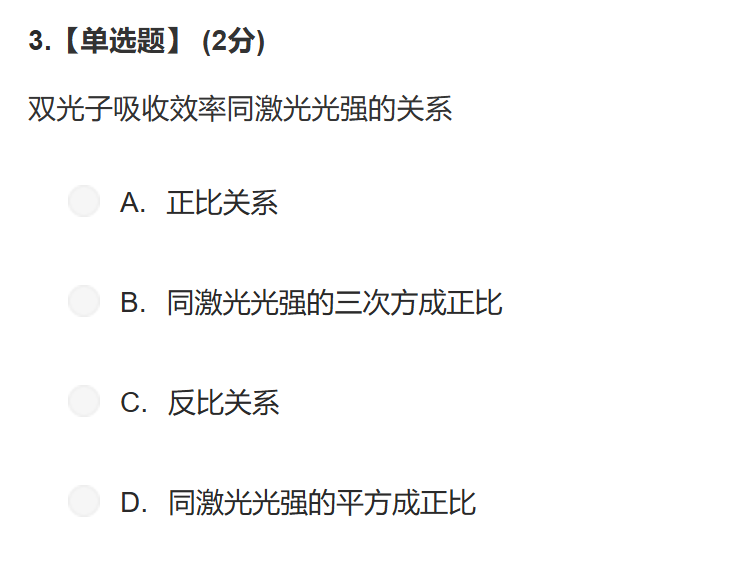 3.【单选题】 (2分)
双光子吸收效率同激光光强的关系
A. 正比关系
B. 同激光光强的三次方成正比
C. 反比关系
D. 同激光光强的平方成正比